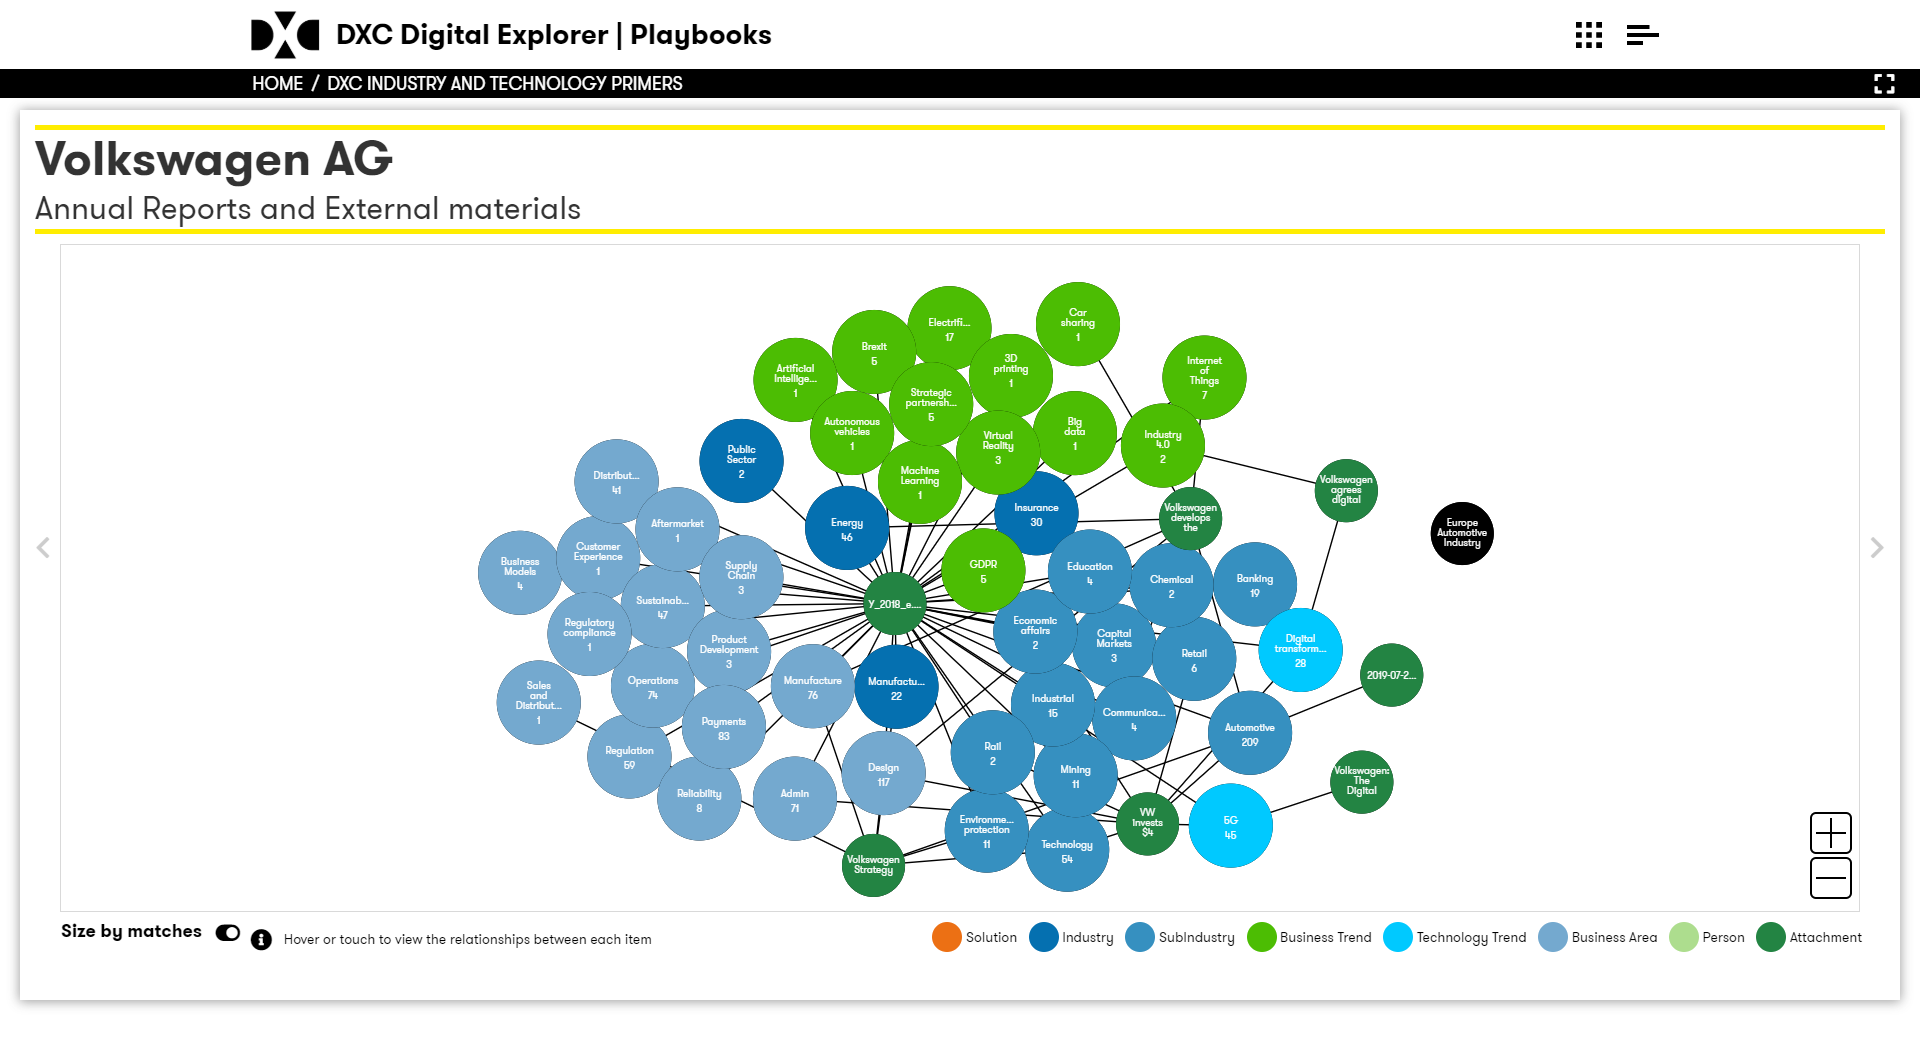 DXC Digital Explorer | Playbooks
HOME / DXC INDUSTRY AND TECHNOLOGY PRIMERS
Volkswagen AG
Annual Reports and External materials
Electrifi...
17
Car
sharing
1
Brexit
5
Artificial
Intellige...
1
3D
printing
1
Internet
of
Things
7
Strategic
partnersh...
5
Autonomous
vehicles
1
Virtual
Reality
3
Big
data
1
Industry
4.0
2
Public
Sector
2
Machine
Learning
1
Distribut...
41
Volkswagen
agrees
digital
Energy
46
Insurance
30
Volkswagen
develops
the
Europe
Automotive
Industry
Aftermarket
1
Customer
Experience
1
Business
Models
4
Supply
Chain
3
GDPR
5
Education
4
Chemical
2
Banking
19
Sustainab...
47
Y_2018_e....
Regulatory
compliance
1
Economic
affairs
2
Capital
Markets
3
Product
Development
3
Retail
6
Digital
transform...
28
2019-07-2...
Operations
74
Manufacture
76
Manufactu...
22
Sales
and
Distribut...
1
Industrial
15
Communica...
4
Payments
83
Automotive
209
Regulation
59
Rail
2
Design
117
Mining
11
Volkswagen:
The
Digital
Reliability
8
Admin
71
Environme...
protection
11
VW
invests
$4
5G
45
Technology
54
Volkswagen
Strategy
Size by matches
Hover or touch to view the relationships between each item
Solution
Industry
SubIndustry
Business Trend
Technology Trend
Business Area
Person
Attachment